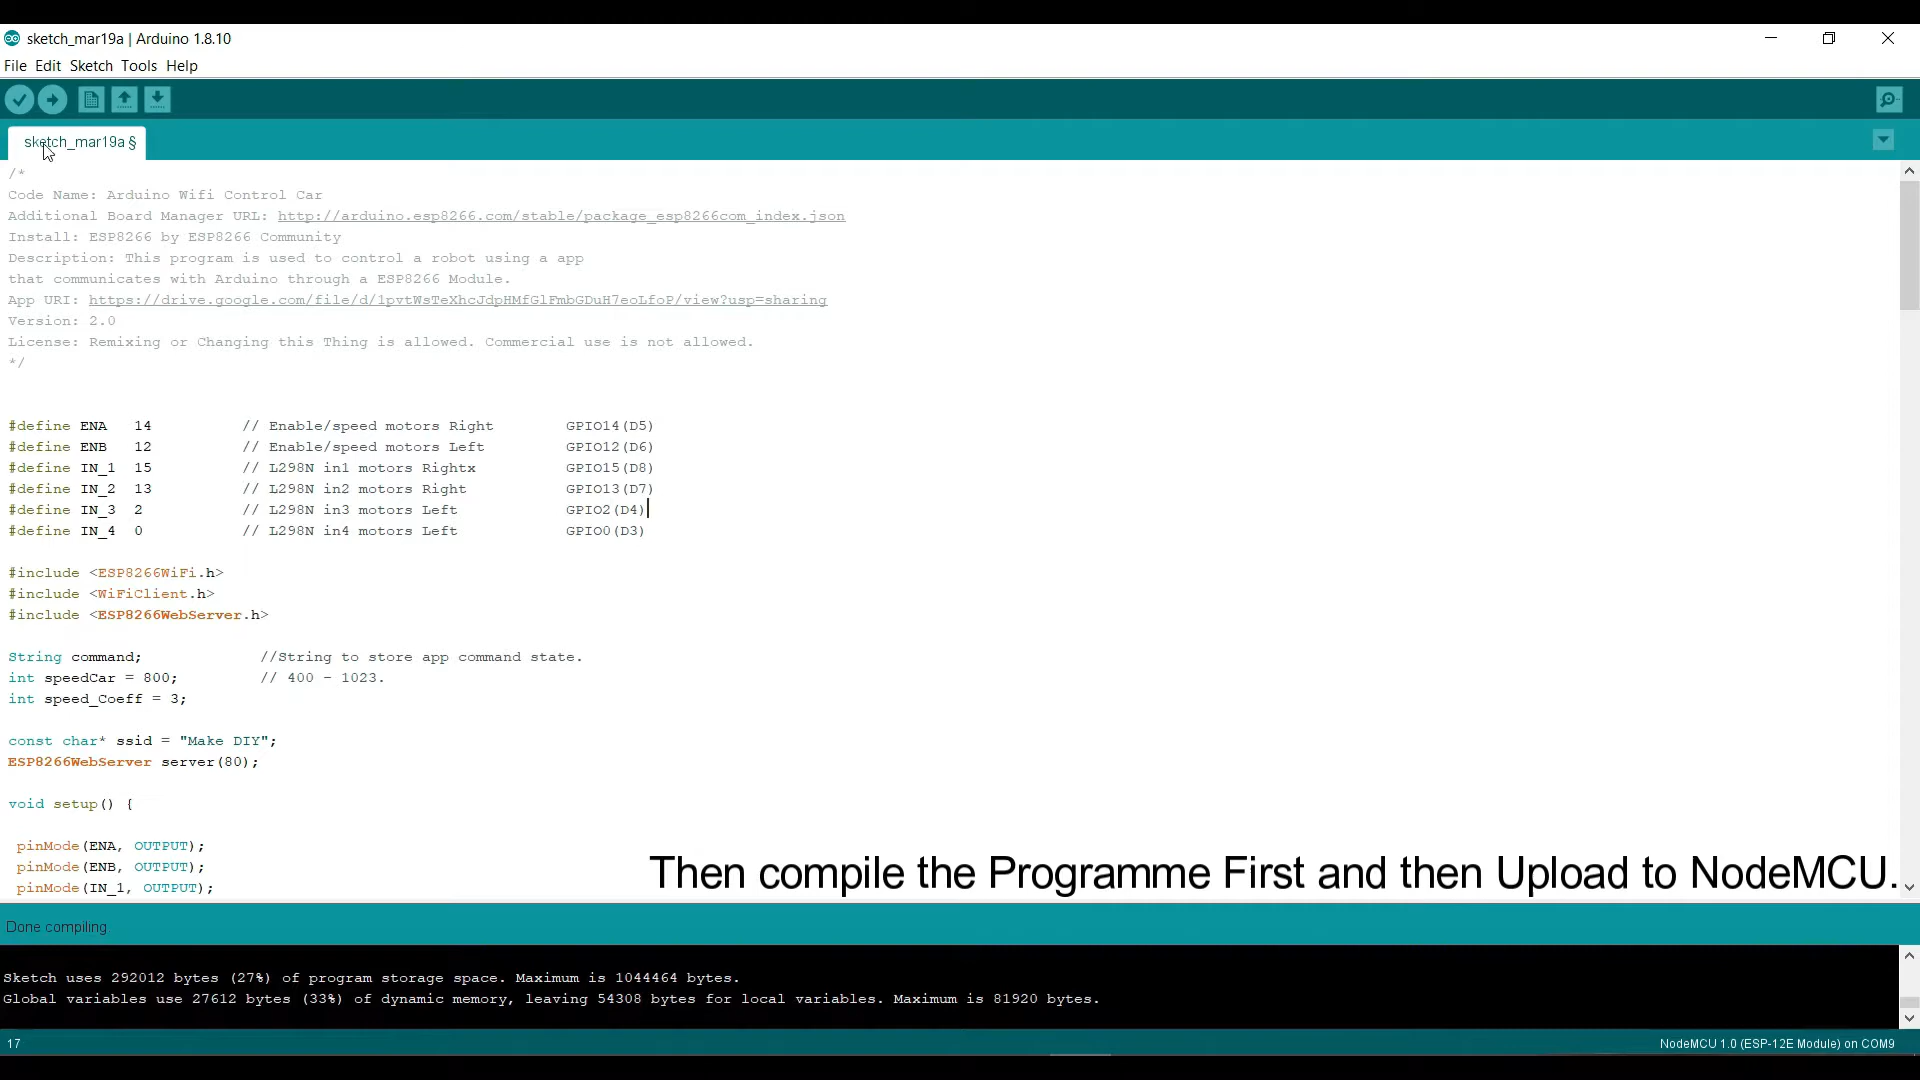 sketch_mar19a | Arduino 1.8.10
File Edit Sketch Tools Help
sketch_mar19a §
/*
Code Name: Arduino Wifi Control Car
Additional Board Manager URL: http://arduino.esp8266.com/stable/package_esp8266com_index.json
Install: ESP8266 by ESP8266 Community
Description: This program is used to control a robot using a app
that communicates with Arduino through a ESP8266 Module.
App URI: https://drive.google.com/file/d/1pvtWsTeXhcJdpHMfGlFmbGDuH7eoLfoP/view?usp=sharing
Version: 2.0
License: Remixing or Changing this Thing is allowed. Commercial use is not allowed.
*/
#define ENA   14          // Enable/speed motors Right        GPIO14(D5)
#define ENB   12          // Enable/speed motors Left         GPIO12(D6)
#define IN_1  15          // L298N in1 motors Rightx          GPIO15(D8)
#define IN_2  13          // L298N in2 motors Right           GPIO13(D7)
#define IN_3  2           // L298N in3 motors Left            GPIO2(D4)
#define IN_4  0           // L298N in4 motors Left            GPIO0(D3)
#include <ESP8266WiFi.h>
#include <WiFiClient.h>
#include <ESP8266WebServer.h>
String command;             //String to store app command state.
int speedCar = 800;         // 400 - 1023.
int speed_Coeff = 3;
const char* ssid = "Make DIY";
ESP8266WebServer server(80);
void setup() {
pinMode(ENA, OUTPUT);
pinMode(ENB, OUTPUT);
pinMode(IN_1, OUTPUT);
Then compile the Programme First and then Upload to NodeMCU.
Done compiling.
Sketch uses 292012 bytes (27%) of program storage space. Maximum is 1044464 bytes.
Global variables use 27612 bytes (33%) of dynamic memory, leaving 54308 bytes for local variables. Maximum is 81920 bytes.
17
NodeMCU 1.0 (ESP-12E Module) on COM9